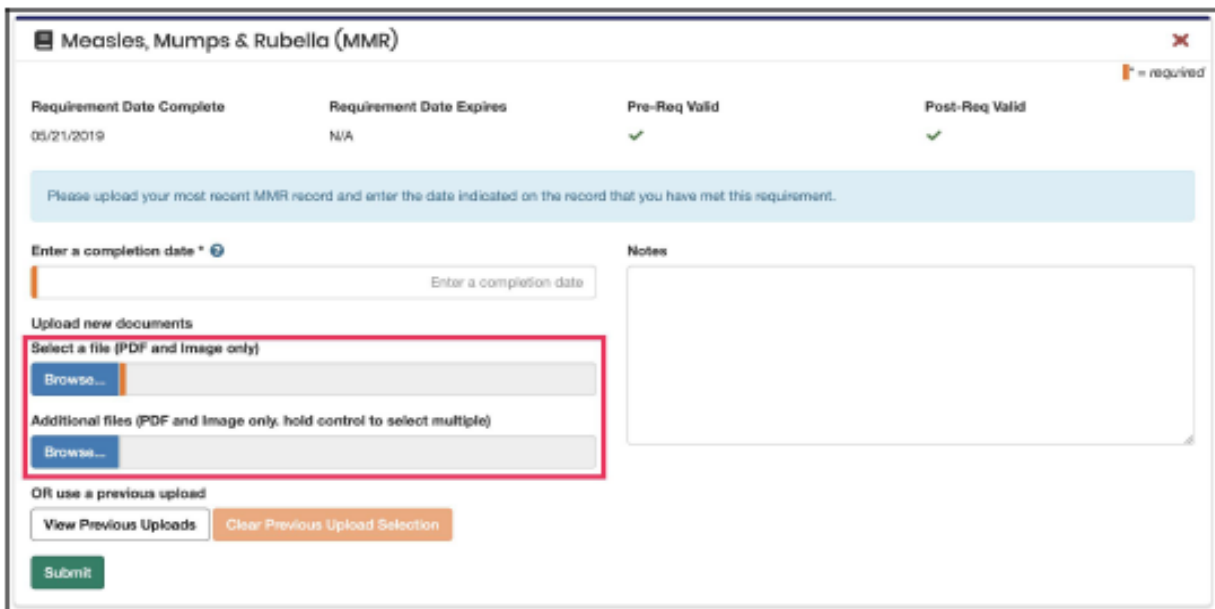 Measles, Mumps & Rubella (MMR)
* = required
Requirement Date Complete Requirement Date Expires Pre-Req Valid Post-Req Valid
05/21/2019 N/A
Please upload your most recent MMR record and enter the date indicated on the record that you have met this requirement.
Enter a completion date * Notes
Enter a completion date
Upload new documents
Select a file (PDF and Image only)
Browse...
Additional files (PDF and Image only, hold control to select multiple)
Browse...
OR use a previous upload
View Previous Uploads Clear Previous Upload Selection
Submit